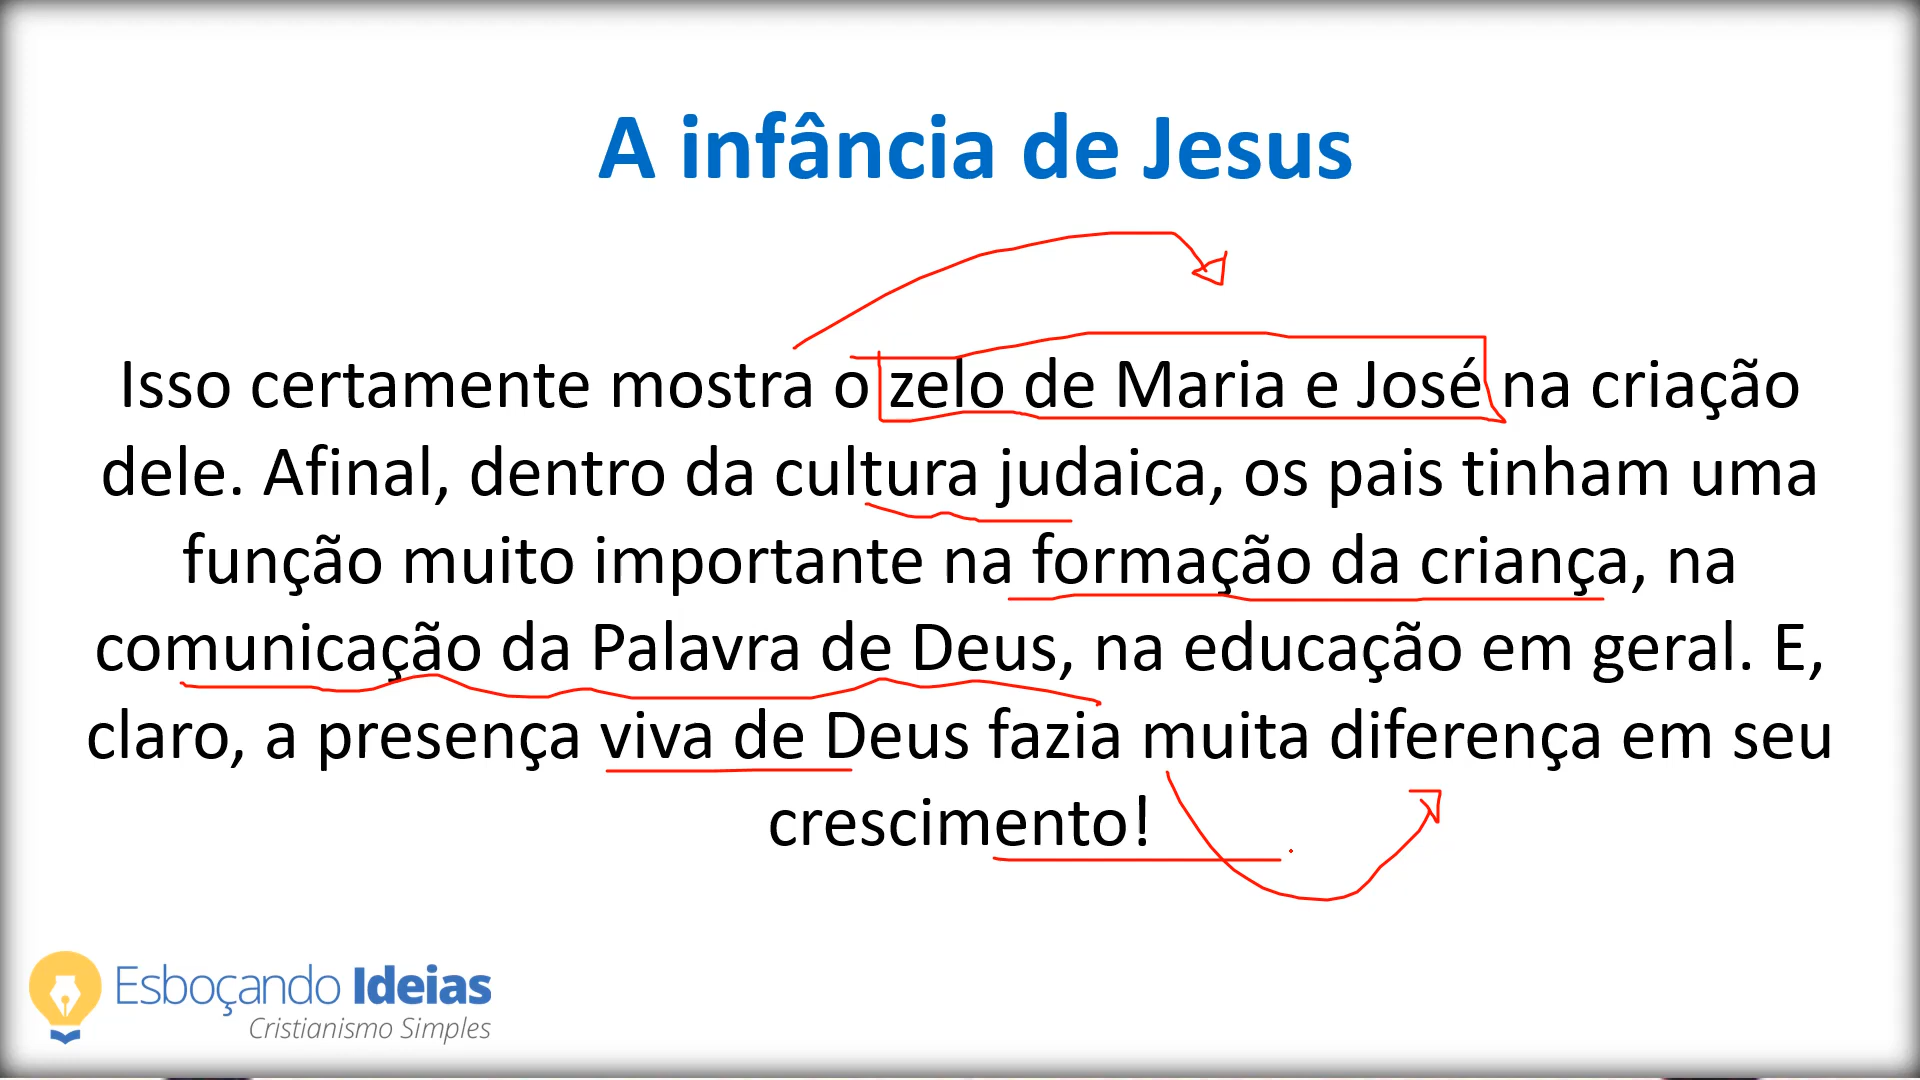 A infância de Jesus
Isso certamente mostra o zelo de Maria e José na criação
dele. Afinal, dentro da cultura judaica, os pais tinham uma
função muito importante na formação da criança, na
comunicação da Palavra de Deus, na educação em geral. E,
claro, a presença viva de Deus fazia muita diferença em seu
crescimento!
Esboçando Ideias
Cristianismo Simples